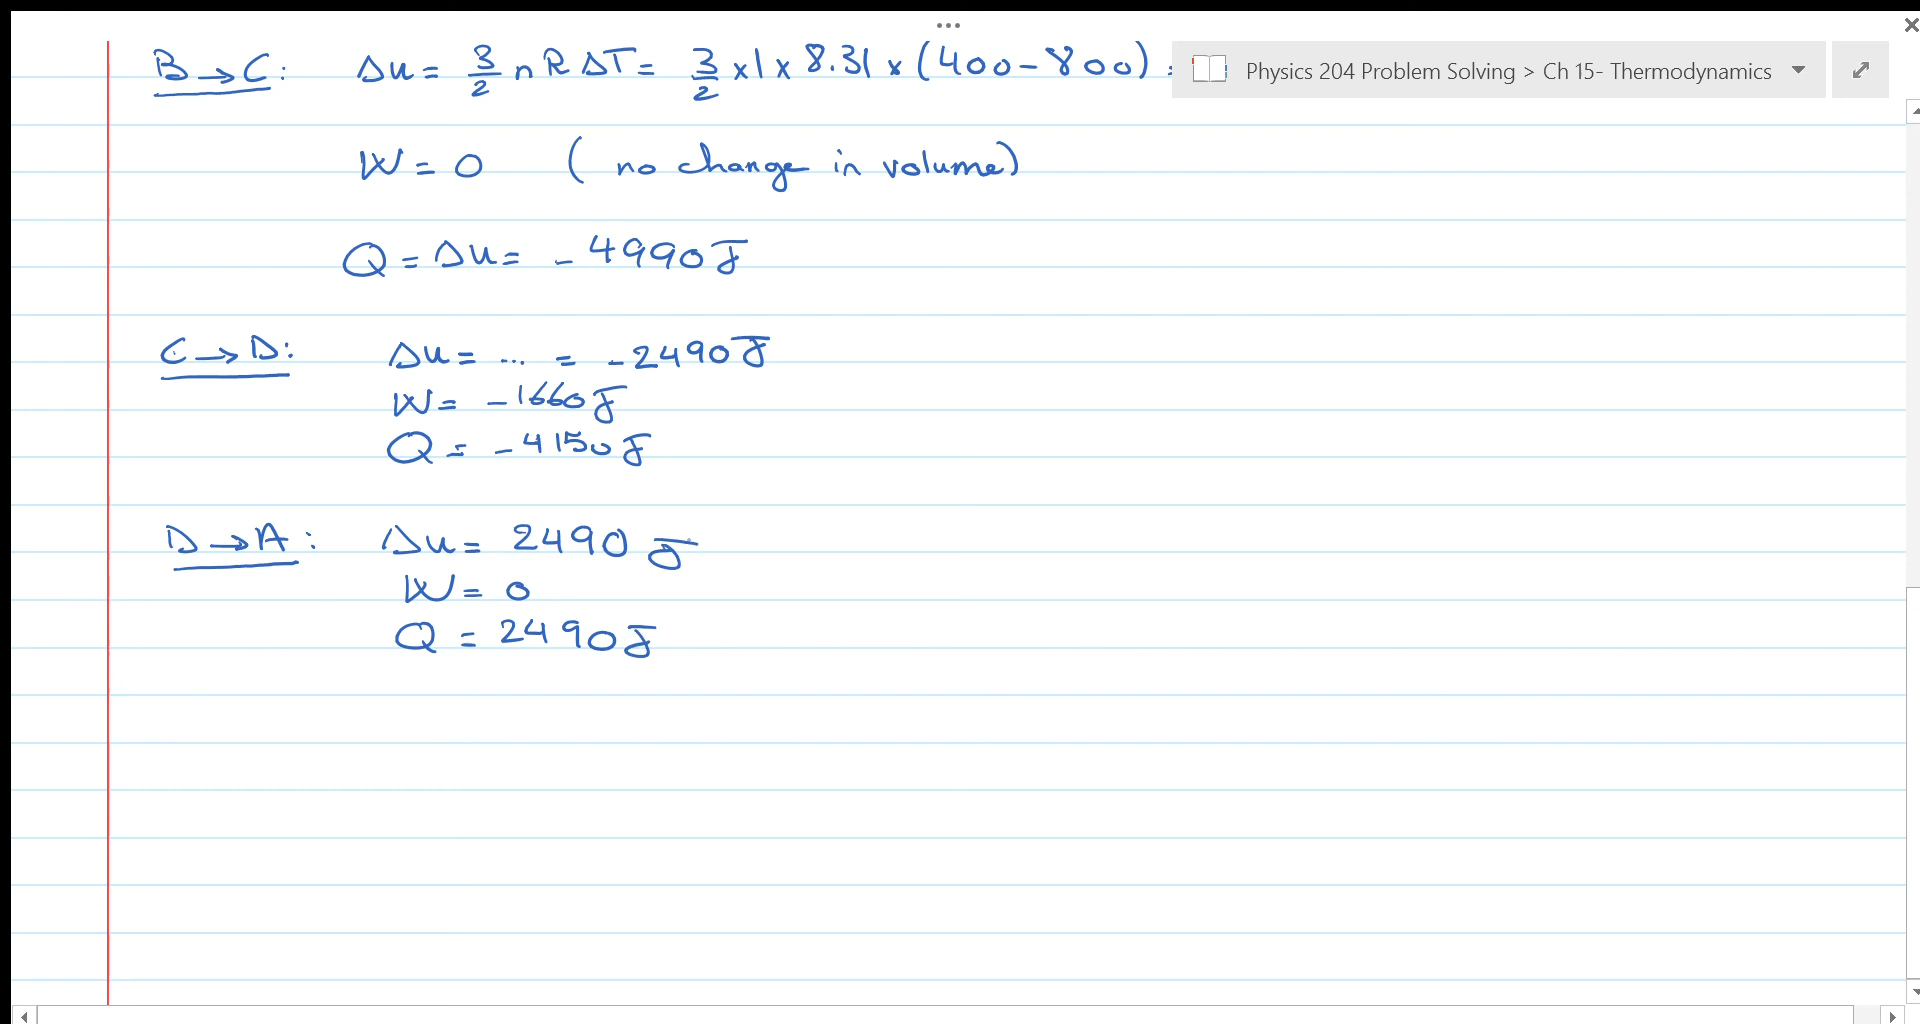 B → C: Δu = 3/2 n R ΔT = 3/2 x 1 x 8.31 x (400 - 800) =
Physics 204 Problem Solving > Ch 15- Thermodynamics
W = 0 (no change in volume)
Q = Δu = - 4990 J
C → D: Δu = ... = - 2490 J
W = - 1660 J
Q = - 4150 J
D → A: Δu = 2490 J
W = 0
Q = 2490 J